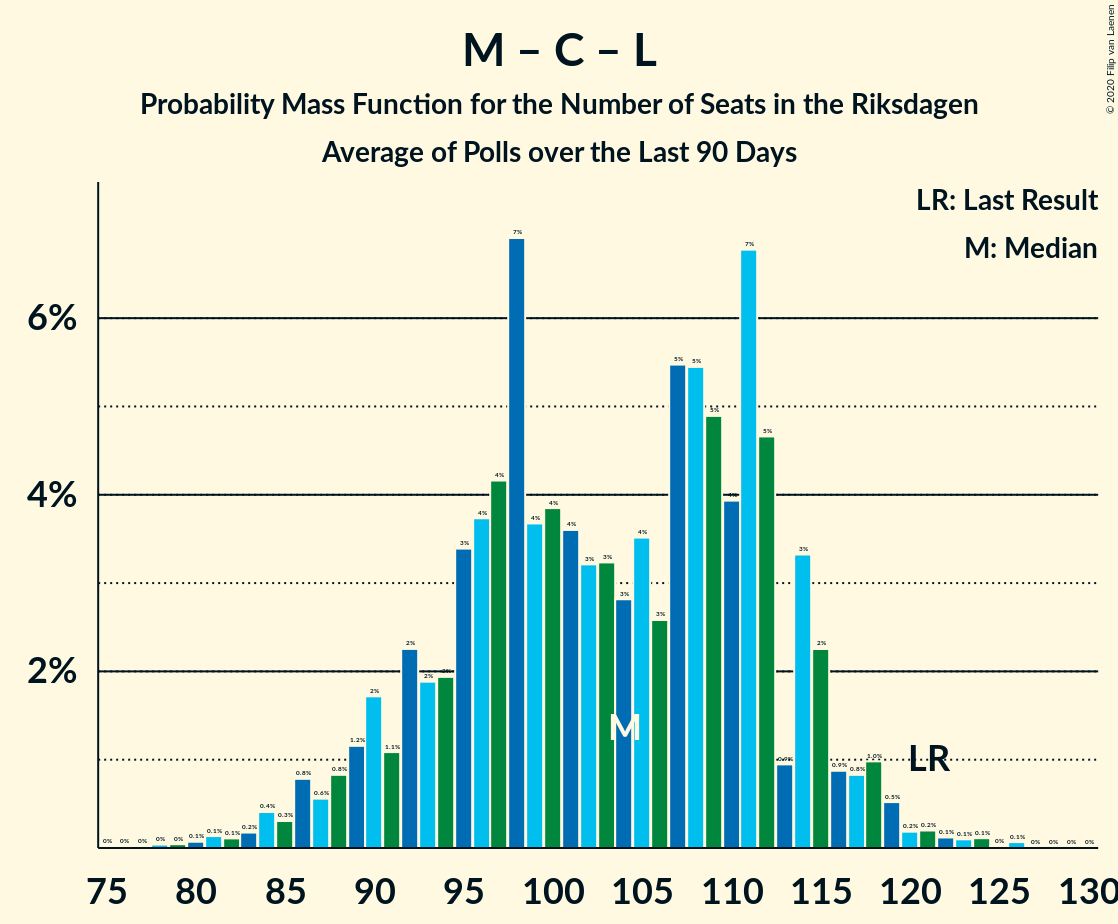 M – C – L
Probability Mass Function for the Number of Seats in the Riksdagen
Average of Polls over the Last 90 Days
© 2020 Filip van Laenen
LR: Last Result
M: Median
6%
4%
2%
0% 0% 0% 0% 0% 0.1% 0.1% 0.1% 0.2% 0.4% 0.3% 0.8% 0.6% 0.8% 1.2% 2% 1.1% 2% 2% 2% 3% 4% 4% 7% 4% 4% 4% 3% 3% 3% 4% 3% 5% 5% 5% 4% 7% 5% 0.9% 3% 2% 0.9% 0.8% 1.0% 0.5% 0.2% 0.2% 0.1% 0.1% 0.1% 0% 0.1% 0% 0% 0% 0%
M
LR
75 80 85 90 95 100 105 110 115 120 125 130